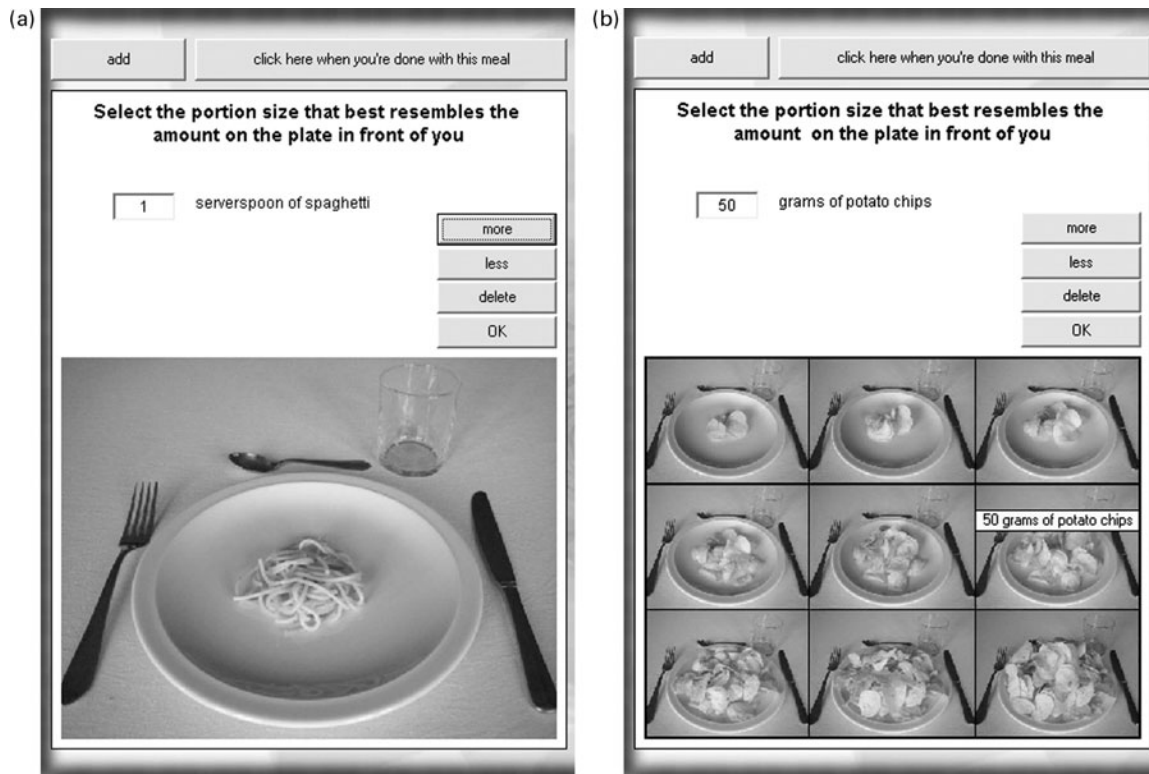 (a)
add
click here when you're done with this meal
Select the portion size that best resembles the
amount on the plate in front of you
1 serverspoon of spaghetti
more
less
delete
OK
(b)
add
click here when you're done with this meal
Select the portion size that best resembles the
amount on the plate in front of you
50 grams of potato chips
more
less
delete
OK
50 grams of potato chips